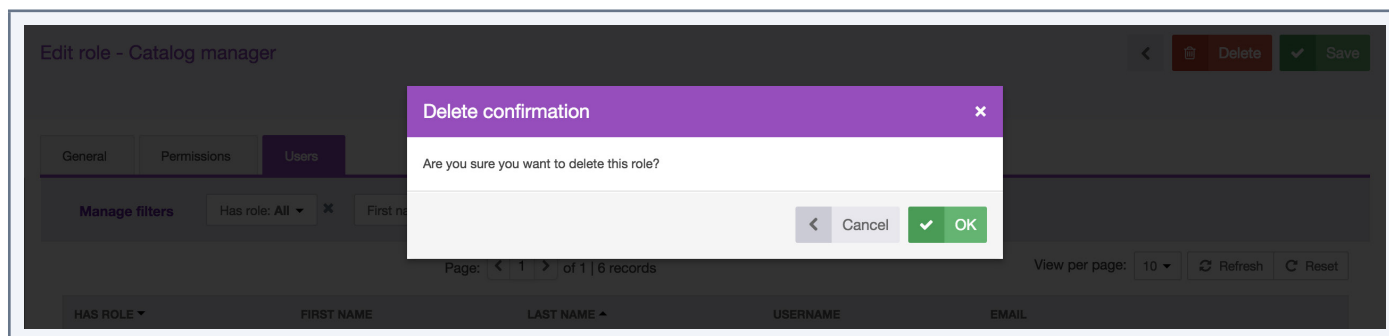 Edit role - Catalog manager
Delete
Save
Delete confirmation
Are you sure you want to delete this role?
General
Permissions
Users
Manage filters
Has role: All
First na
Cancel
OK
Page: 1 of 1 | 6 records
View per page: 10
Refresh
Reset
HAS ROLE
FIRST NAME
LAST NAME
USERNAME
EMAIL